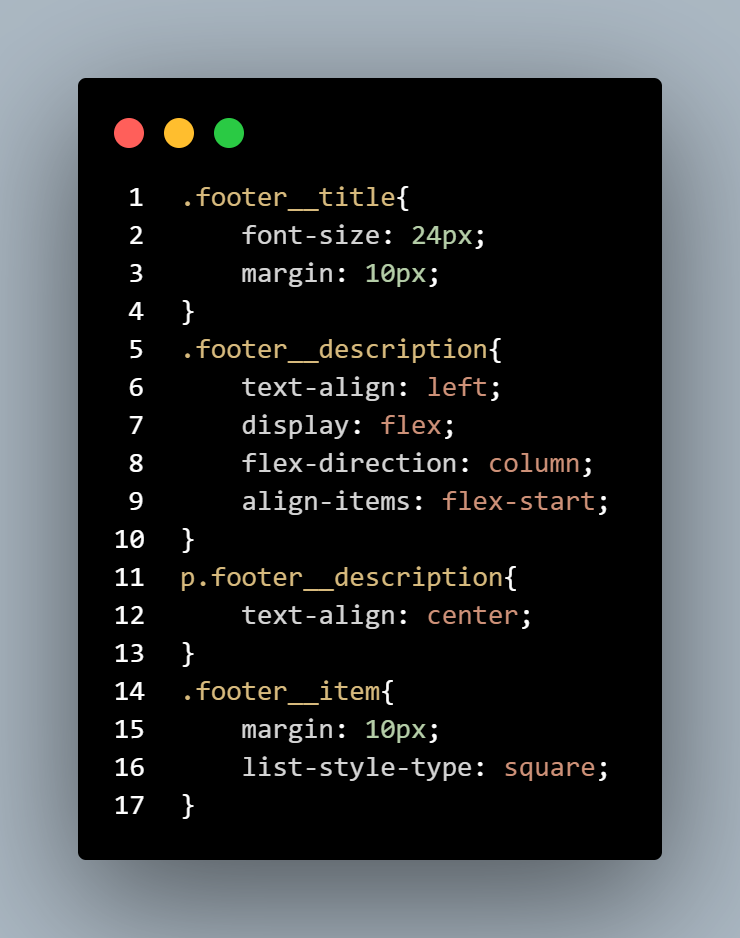 1 .footer__title{
2     font-size: 24px;
3     margin: 10px;
4 }
5 .footer__description{
6     text-align: left;
7     display: flex;
8     flex-direction: column;
9     align-items: flex-start;
10 }
11 p.footer__description{
12     text-align: center;
13 }
14 .footer__item{
15     margin: 10px;
16     list-style-type: square;
17 }